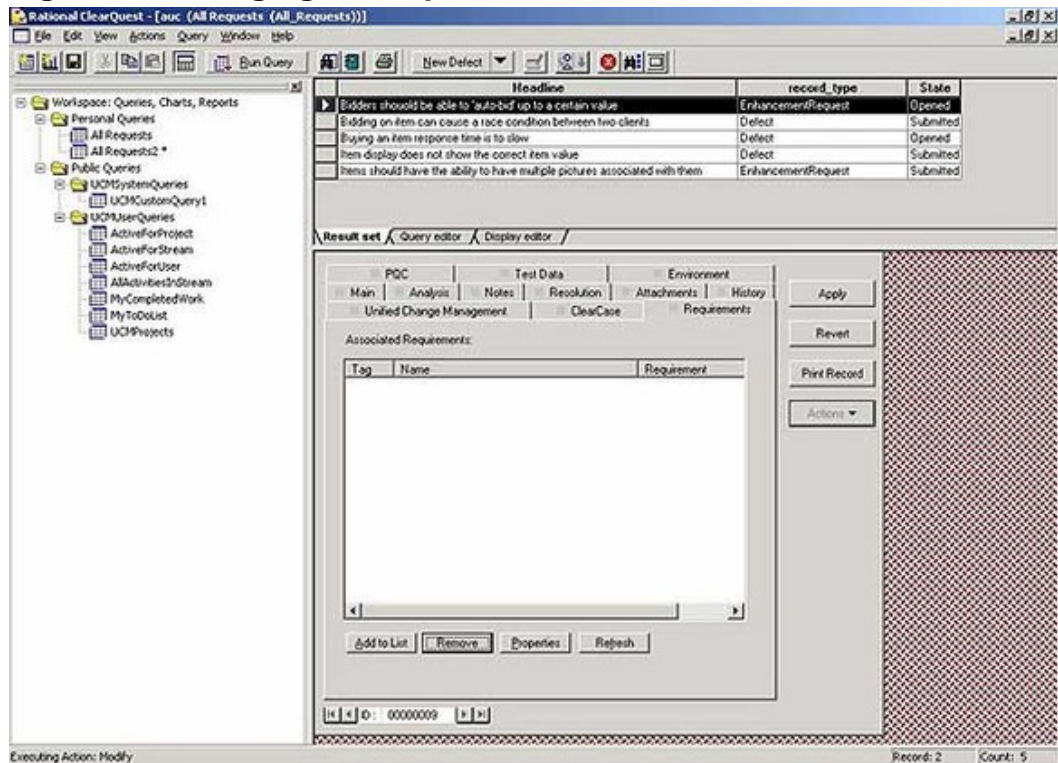 Rational ClearQuest - [auc (All Requests (All_Requests))]
File Edit View Actions Query Window Help
Run Query New Defect
Workspace: Queries, Charts, Reports
Personal Queries
All Requests
All Requests2 *
Public Queries
UCMSystemQueries
UCMCustomQuery1
UCMUserQueries
ActiveForProject
ActiveForStream
ActiveForUser
AllActivitiesInStream
MyCompletedWork
MyToDoList
UCMProjects
Headline record_type State
Bidders shouold be able to 'auto-bid' up to a certain value EnhancementRequest Opened
Bidding on item can cause a race condition between two clients Defect Submitted
Buying an item response time is to slow Defect Opened
Item display does not show the correct item value Defect Submitted
Items should have the ability to have multiple pictures associated with them EnhancementRequest Submitted
Result set Query editor Display editor
PQC Test Data Environment
Main Analysis Notes Resolution Attachments History
Unified Change Management ClearCase Requirements
Associated Requirements:
Tag Name Requirement
Add to List Remove Properties Refresh
Apply
Revert
Print Record
Actions
ID: 00000009
Executing Action: Modify Record: 2 Count: 5